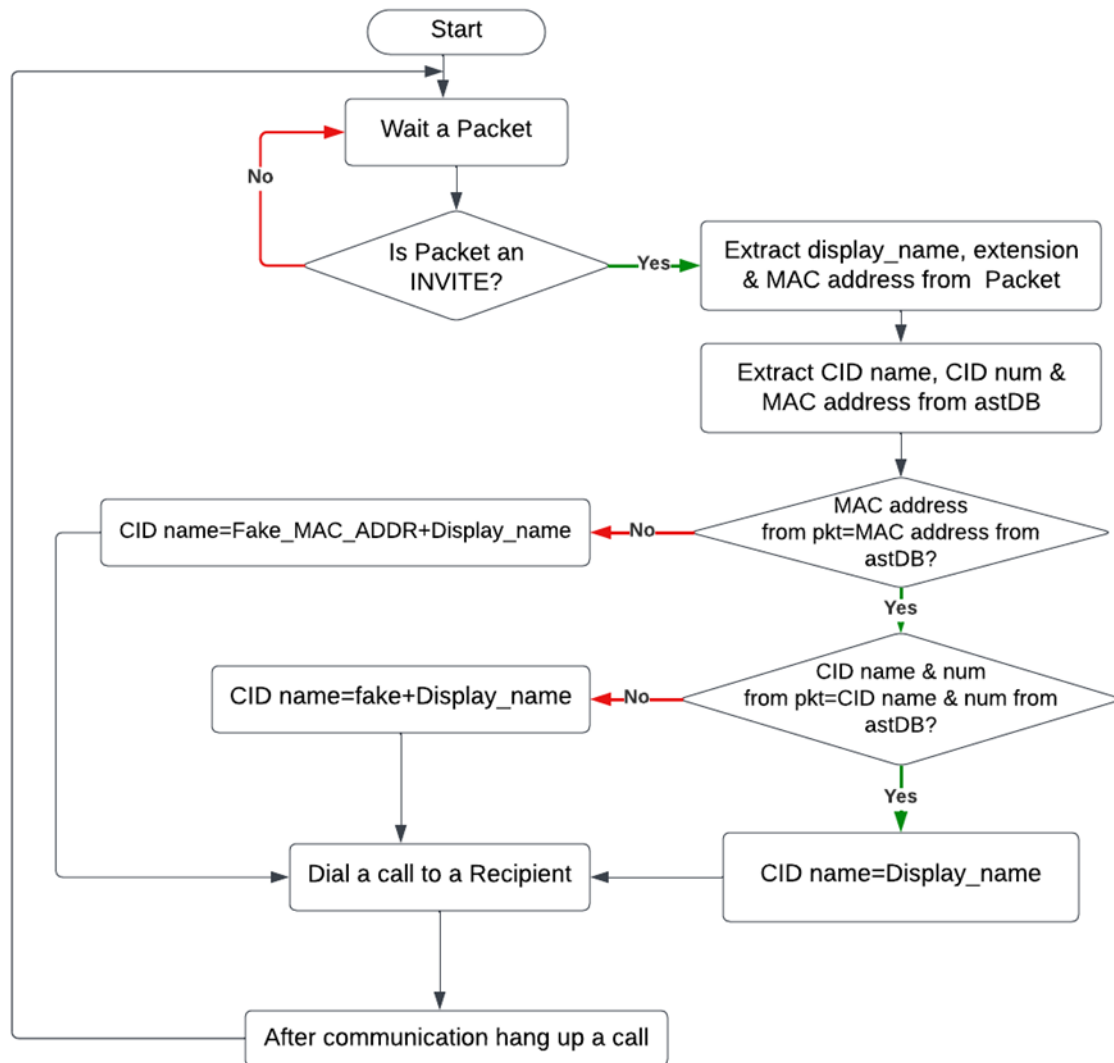 Start
Wait a Packet
No
Is Packet an
INVITE?
Yes
Extract display_name, extension
& MAC address from Packet
Extract CID name, CID num &
MAC address from astDB
MAC address
from pkt=MAC address from
astDB?
No
CID name=Fake_MAC_ADDR+Display_name
Yes
CID name & num
from pkt=CID name & num from
astDB?
No
CID name=fake+Display_name
Yes
CID name=Display_name
Dial a call to a Recipient
After communication hang up a call